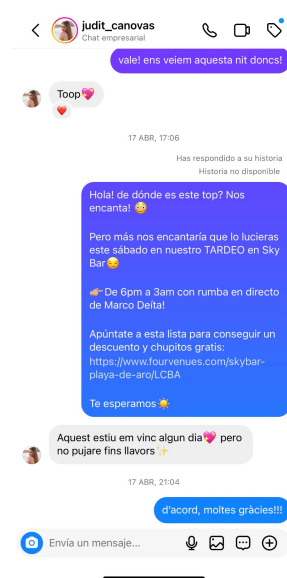 judit_canovas
Chat empresarial
vale! ens veiem aquesta nit doncs!
Toop💖
❤️
17 ABR, 17:06
Has respondido a su historia
Historia no disponible
Hola! de dónde es este top? Nos
encanta! 😳
Pero más nos encantaría que lo lucieras
este sábado en nuestro TARDEO en Sky
Bar😏
👉🏼De 6pm a 3am con rumba en directo
de Marco Deíta!
Apúntate a esta lista para conseguir un
descuento y chupitos gratis:
https://www.fourvenues.com/skybar-
playa-de-aro/LCBA
Te esperamos☀️
Aquest estiu em vinc algun dia💖 pero
no pujare fins llavors✨
17 ABR, 21:04
d'acord, moltes gràcies!!!
Envía un mensaje...